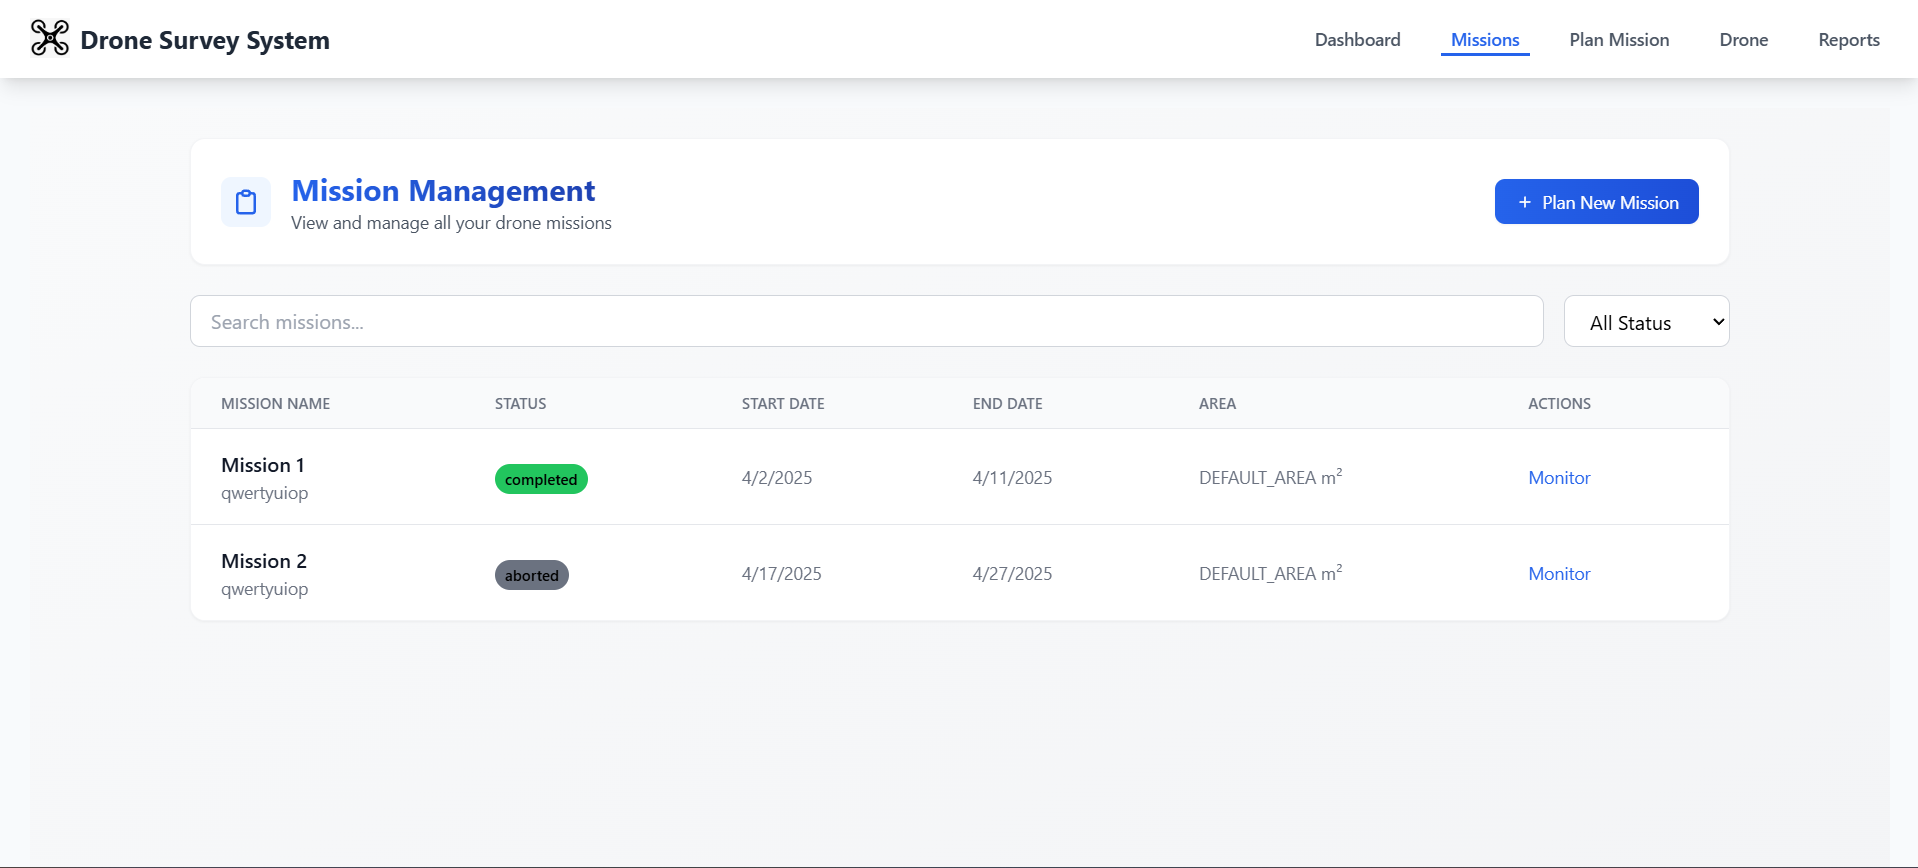 Drone Survey System
Dashboard Missions Plan Mission Drone Reports
Mission Management
View and manage all your drone missions
+ Plan New Mission
Search missions...
All Status
MISSION NAME STATUS START DATE END DATE AREA ACTIONS
Mission 1
qwertyuiop
completed 4/2/2025 4/11/2025 DEFAULT_AREA m² Monitor
Mission 2
qwertyuiop
aborted 4/17/2025 4/27/2025 DEFAULT_AREA m² Monitor